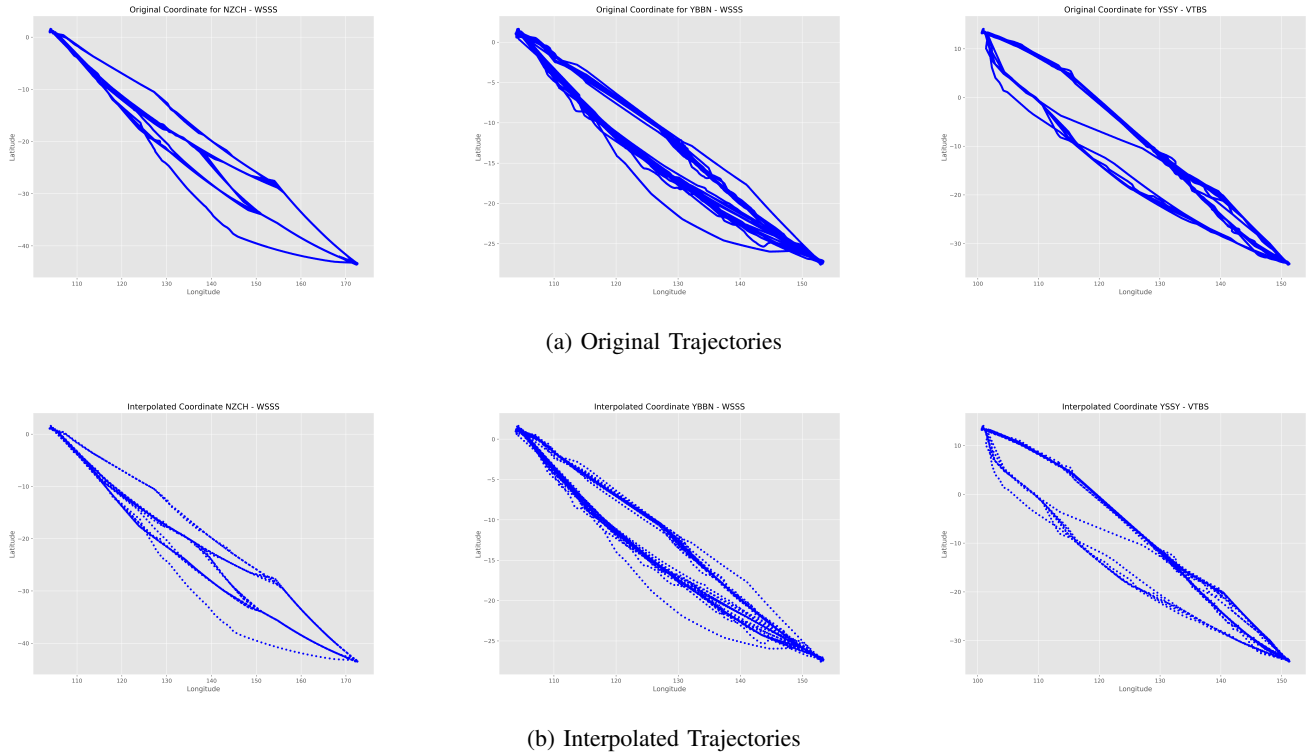 Original Coordinate for NZCH - WSSS
Original Coordinate for YBBN - WSSS
Original Coordinate for YSSY - VTBS
Latitude
0
−10
−20
−30
−40
110 120 130 140 150 160 170
Longitude
Latitude
0
−5
−10
−15
−20
−25
110 120 130 140 150
Longitude
Latitude
10
0
−10
−20
−30
100 110 120 130 140 150
Longitude
(a) Original Trajectories
Interpolated Coordinate NZCH - WSSS
Interpolated Coordinate YBBN - WSSS
Interpolated Coordinate YSSY - VTBS
Latitude
0
−10
−20
−30
−40
110 120 130 140 150 160 170
Longitude
Latitude
0
−5
−10
−15
−20
−25
110 120 130 140 150
Longitude
Latitude
10
0
−10
−20
−30
100 110 120 130 140 150
Longitude
(b) Interpolated Trajectories